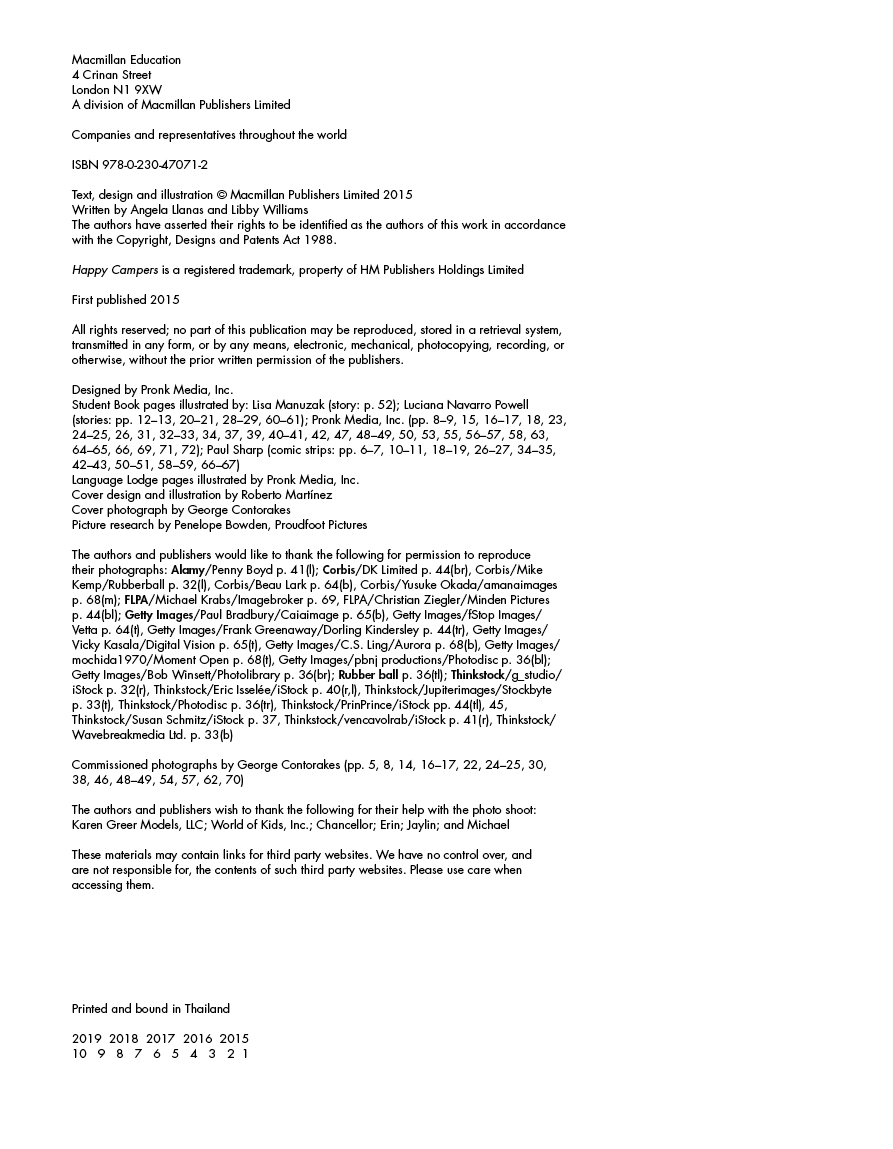 Macmillan Education
4 Crinan Street
London N1 9XW
A division of Macmillan Publishers Limited
Companies and representatives throughout the world
ISBN 978-0-230-47071-2
Text, design and illustration © Macmillan Publishers Limited 2015
Written by Angela Llanas and Libby Williams
The authors have asserted their rights to be identified as the authors of this work in accordance
with the Copyright, Designs and Patents Act 1988.
Happy Campers is a registered trademark, property of HM Publishers Holdings Limited
First published 2015
All rights reserved; no part of this publication may be reproduced, stored in a retrieval system,
transmitted in any form, or by any means, electronic, mechanical, photocopying, recording, or
otherwise, without the prior written permission of the publishers.
Designed by Pronk Media, Inc.
Student Book pages illustrated by: Lisa Manuzak (story: p. 52); Luciana Navarro Powell
(stories: pp. 12–13, 20–21, 28–29, 60–61); Pronk Media, Inc. (pp. 8–9, 15, 16–17, 18, 23,
24–25, 26, 31, 32–33, 34, 37, 39, 40–41, 42, 47, 48–49, 50, 53, 55, 56–57, 58, 63,
64–65, 66, 69, 71, 72); Paul Sharp (comic strips: pp. 6–7, 10–11, 18–19, 26–27, 34–35,
42–43, 50–51, 58–59, 66–67)
Language Lodge pages illustrated by Pronk Media, Inc.
Cover design and illustration by Roberto Martínez
Cover photograph by George Contorakes
Picture research by Penelope Bowden, Proudfoot Pictures
The authors and publishers would like to thank the following for permission to reproduce
their photographs: Alamy/Penny Boyd p. 41(l); Corbis/DK Limited p. 44(br), Corbis/Mike
Kemp/Rubberball p. 32(l), Corbis/Beau Lark p. 64(b), Corbis/Yusuke Okada/amanaimages
p. 68(m); FLPA/Michael Krabs/Imagebroker p. 69, FLPA/Christian Ziegler/Minden Pictures
p. 44(bl); Getty Images/Paul Bradbury/Caiaimage p. 65(b), Getty Images/fStop Images/
Vetta p. 64(t), Getty Images/Frank Greenaway/Dorling Kindersley p. 44(tr), Getty Images/
Vicky Kasala/Digital Vision p. 65(t), Getty Images/C.S. Ling/Aurora p. 68(b), Getty Images/
mochida1970/Moment Open p. 68(t), Getty Images/pbnj productions/Photodisc p. 36(bl);
Getty Images/Bob Winsett/Photolibrary p. 36(br); Rubber ball p. 36(tl); Thinkstock/g_studio/
iStock p. 32(r), Thinkstock/Eric Isselée/iStock p. 40(r,l), Thinkstock/Jupiterimages/Stockbyte
p. 33(t), Thinkstock/Photodisc p. 36(tr), Thinkstock/PrinPrince/iStock pp. 44(tl), 45,
Thinkstock/Susan Schmitz/iStock p. 37, Thinkstock/vencavolrab/iStock p. 41(r), Thinkstock/
Wavebreakmedia Ltd. p. 33(b)
Commissioned photographs by George Contorakes (pp. 5, 8, 14, 16–17, 22, 24–25, 30,
38, 46, 48–49, 54, 57, 62, 70)
The authors and publishers wish to thank the following for their help with the photo shoot:
Karen Greer Models, LLC; World of Kids, Inc.; Chancellor; Erin; Jaylin; and Michael
These materials may contain links for third party websites. We have no control over, and
are not responsible for, the contents of such third party websites. Please use care when
accessing them.
Printed and bound in Thailand
2019 2018 2017 2016 2015
10 9 8 7 6 5 4 3 2 1